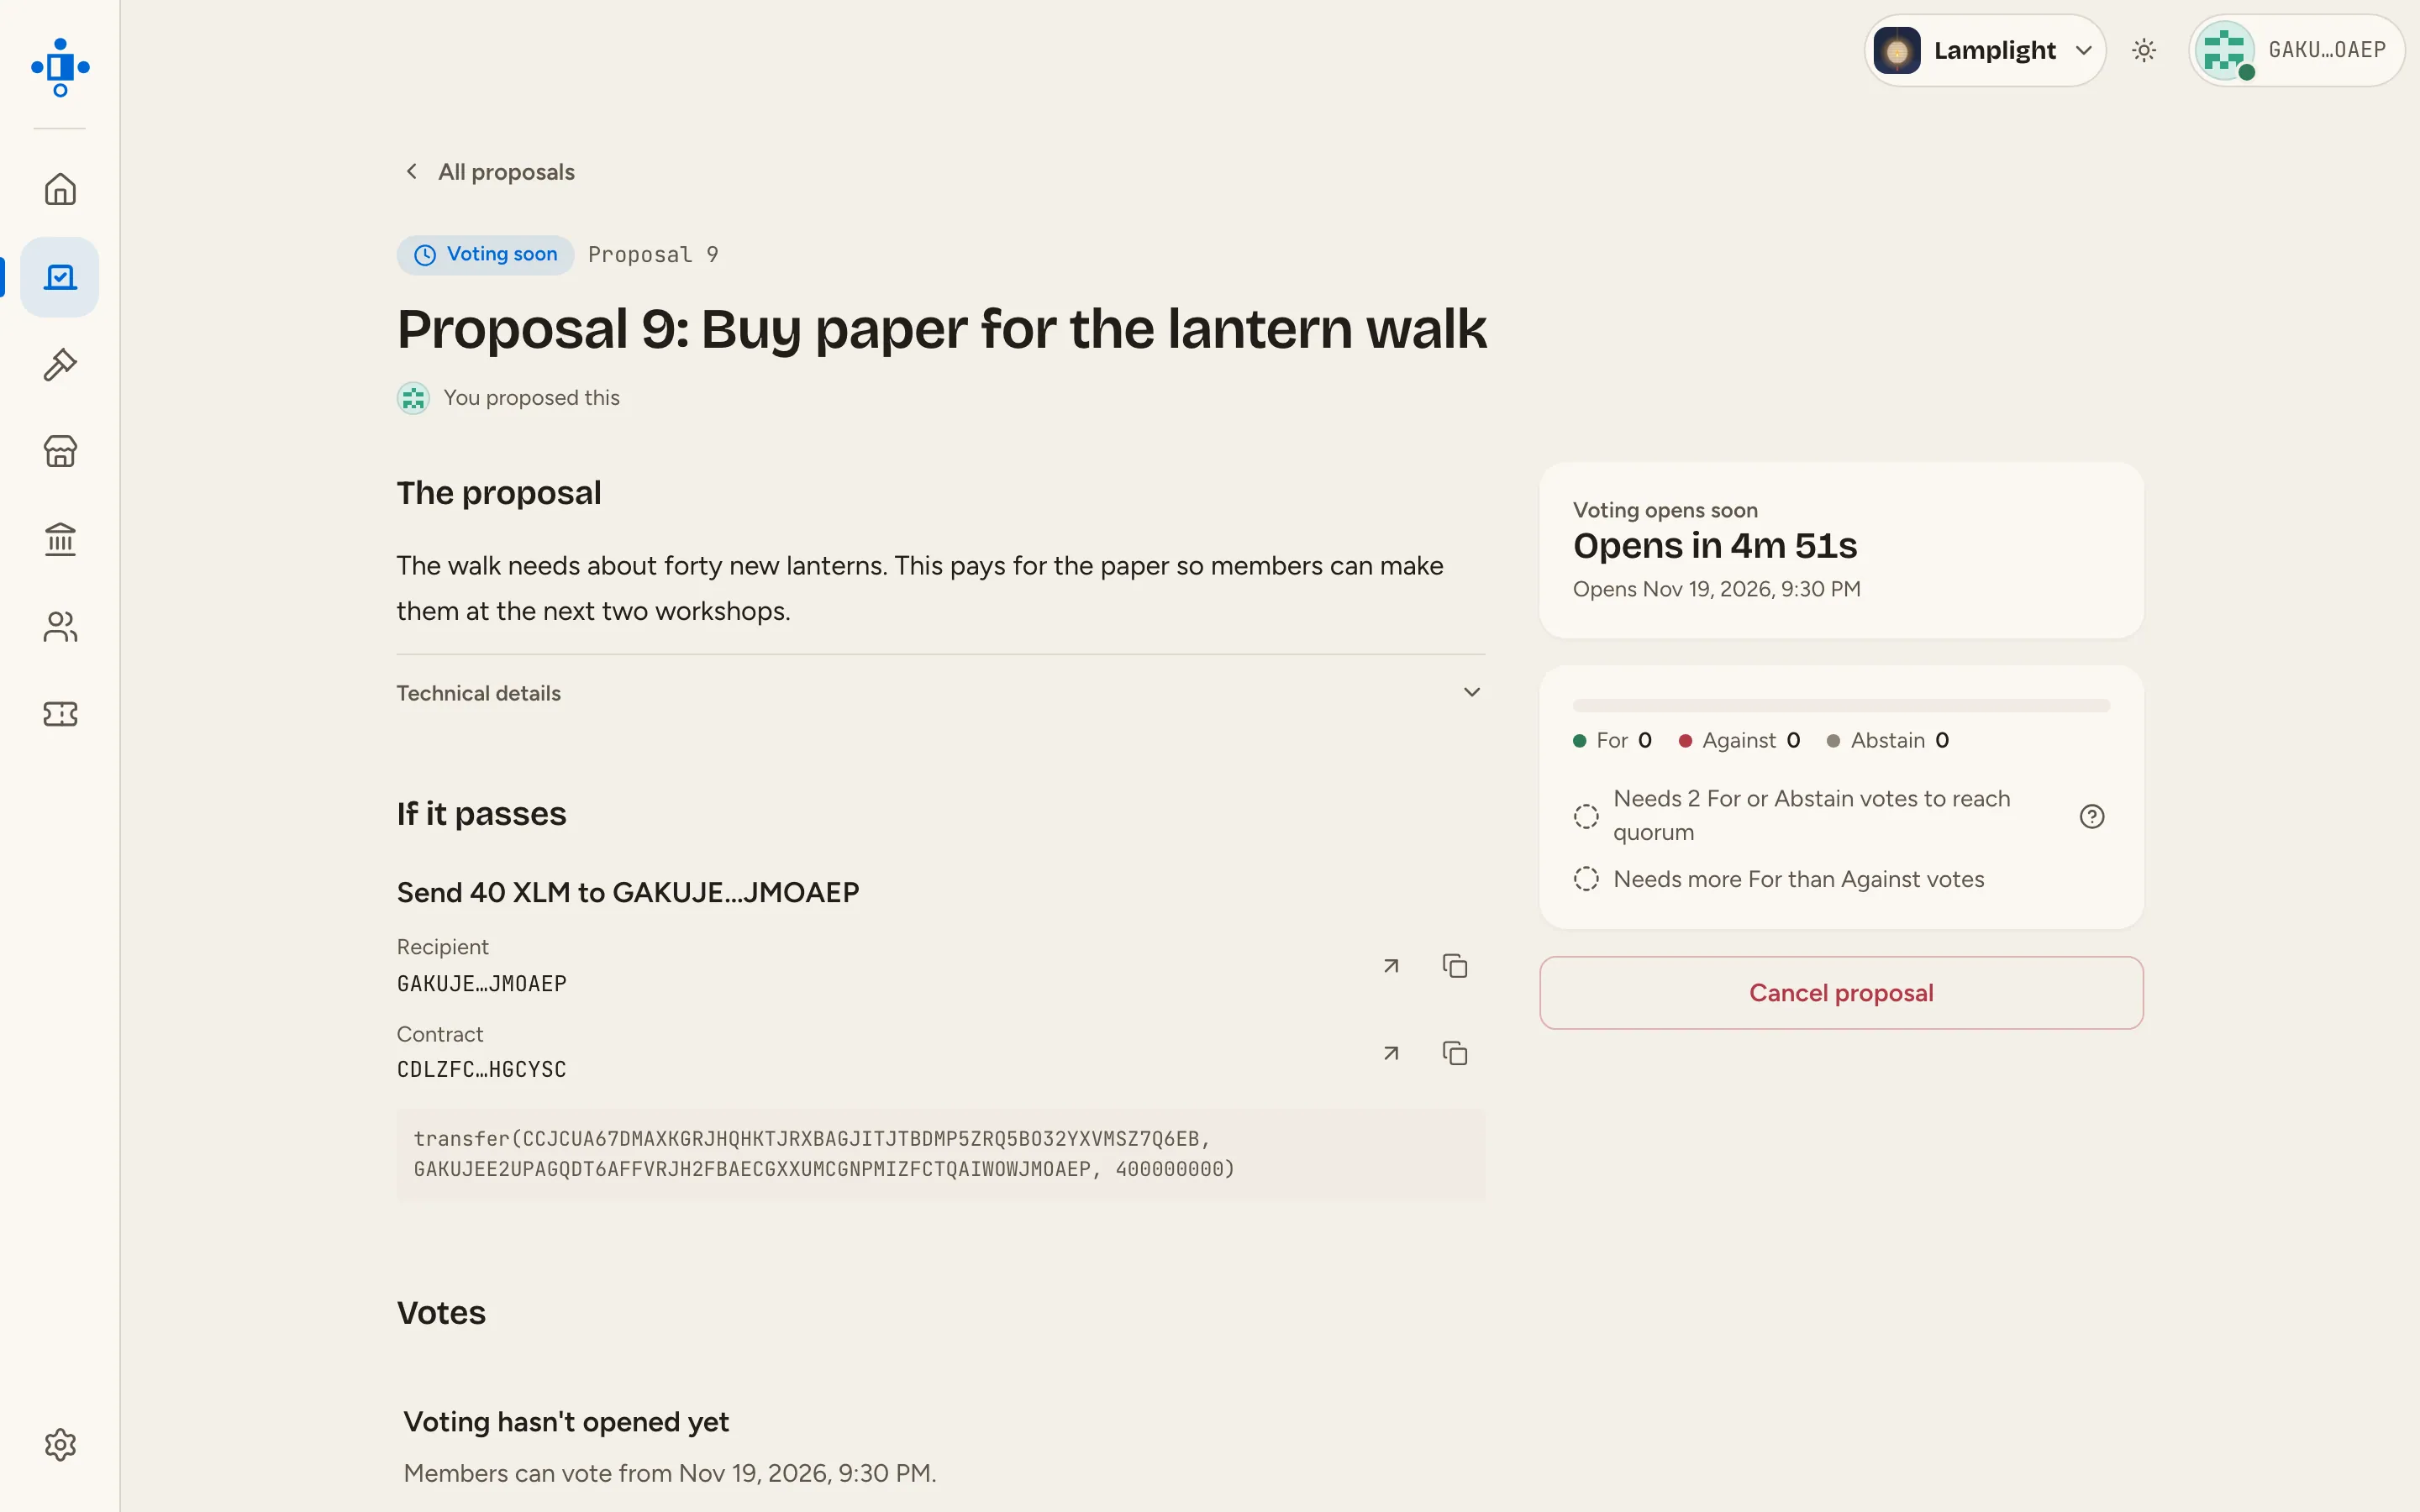 Lamplight
GAKU…OAEP
All proposals
Voting soon
Proposal 9
Proposal 9: Buy paper for the lantern walk
You proposed this
The proposal
The walk needs about forty new lanterns. This pays for the paper so members can make
them at the next two workshops.
Technical details
If it passes
Send 40 XLM to GAKUJE…JMOAEP
Recipient
GAKUJE…JMOAEP
Contract
CDLZFC…HGCYSC
transfer(CCJCUA67DMAXKGRJHQHKTJRXBAGJITJTBDMP5ZRQ5BO32YXVMSZ7Q6EB,
GAKUJEE2UPAGQDT6AFFVRJH2FBAECGXXUMCGNPMIZFCTQAIWOWJMOAEP, 400000000)
Votes
Voting hasn't opened yet
Members can vote from Nov 19, 2026, 9:30 PM.
Voting opens soon
Opens in 4m 51s
Opens Nov 19, 2026, 9:30 PM
For 0
Against 0
Abstain 0
Needs 2 For or Abstain votes to reach
quorum
Needs more For than Against votes
Cancel proposal